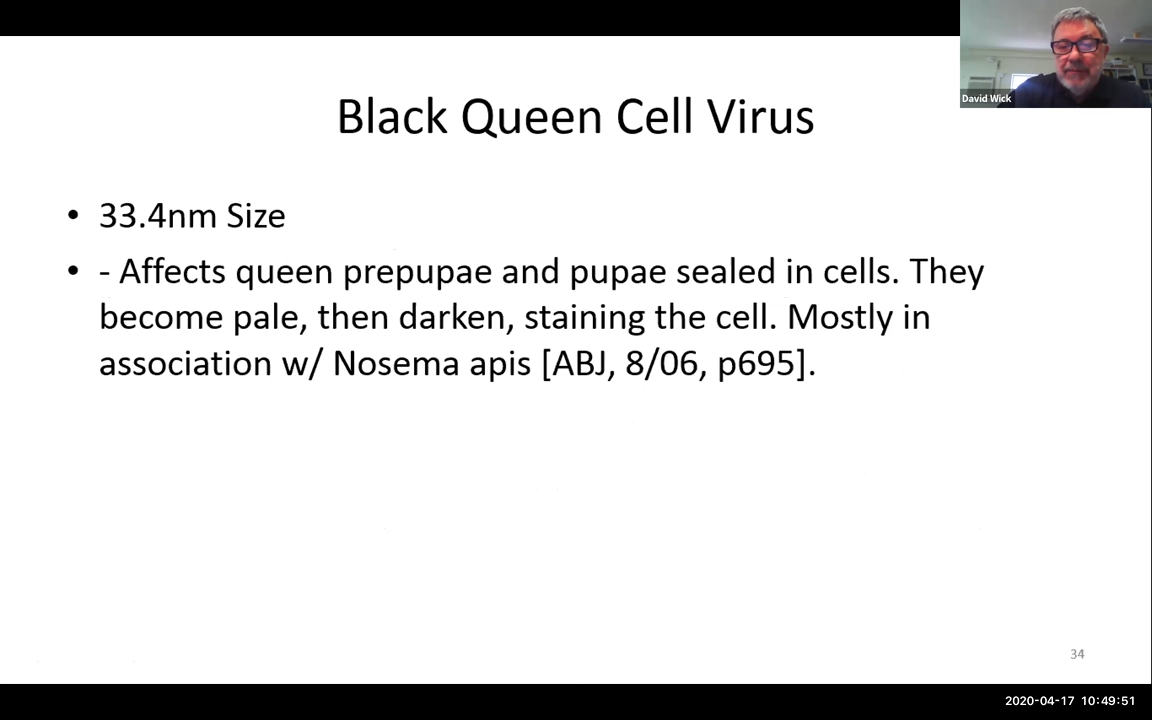 David Wick
Black Queen Cell Virus
• 33.4nm Size
• - Affects queen prepupae and pupae sealed in cells. They
become pale, then darken, staining the cell. Mostly in
association w/ Nosema apis [ABJ, 8/06, p695].
34
2020-04-17 10:49:51